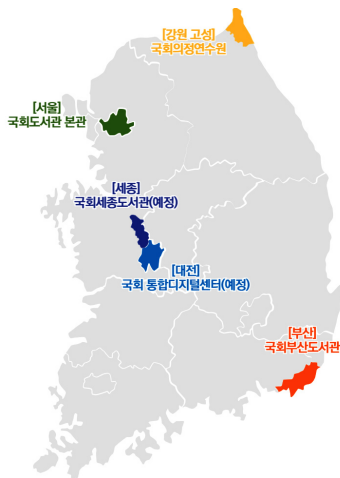 [강원 고성]
국회의정연수원
[서울]
국회도서관 본관
[세종]
국회세종도서관(예정)
[대전]
국회 통합디지털센터(예정)
[부산]
국회부산도서관